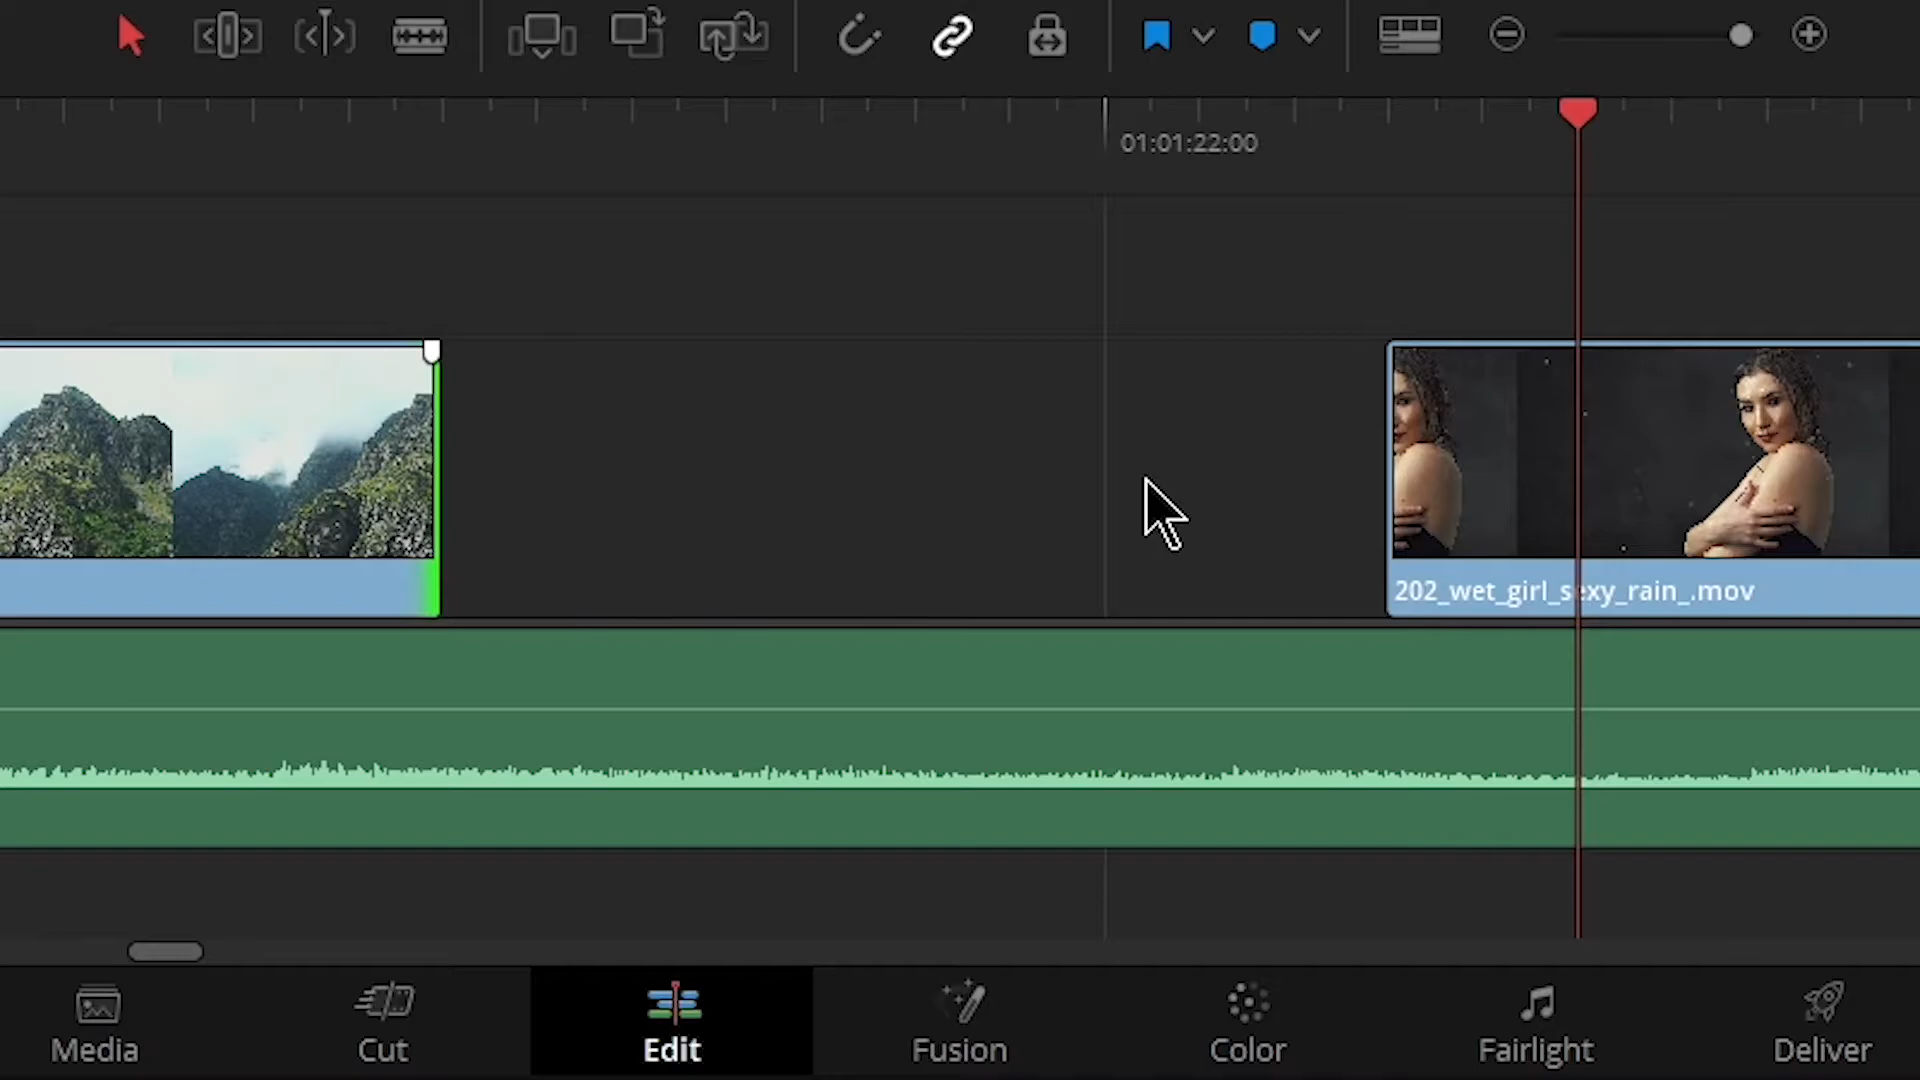 01:01:22:00
202_wet_girl_sexy_rain_.mov
Media
Cut
Edit
Fusion
Color
Fairlight
Deliver